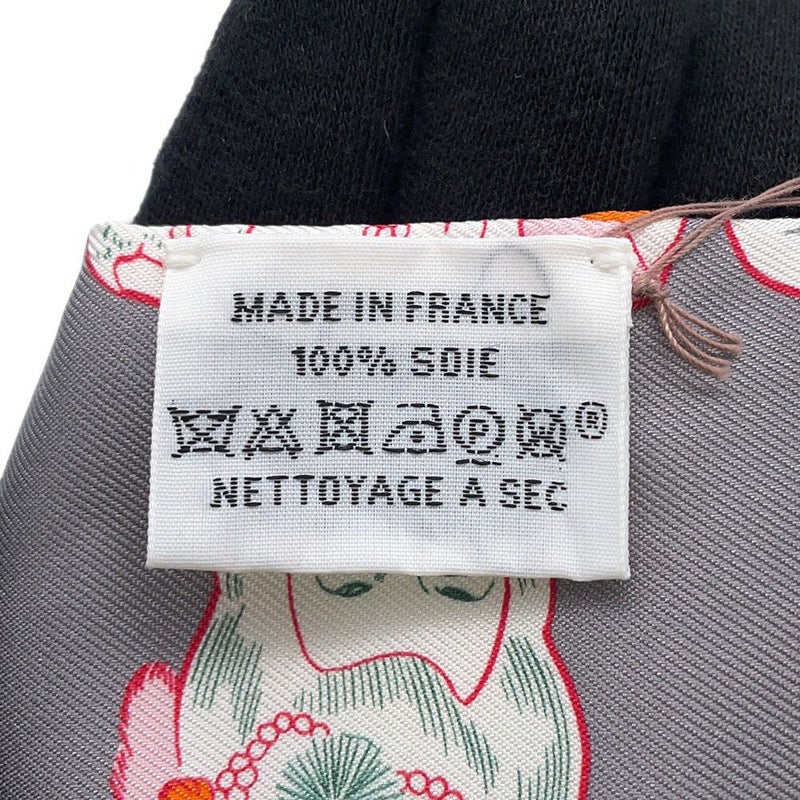 MADE IN FRANCE
100% SOIE
P W ®
NETTOYAGE A SEC